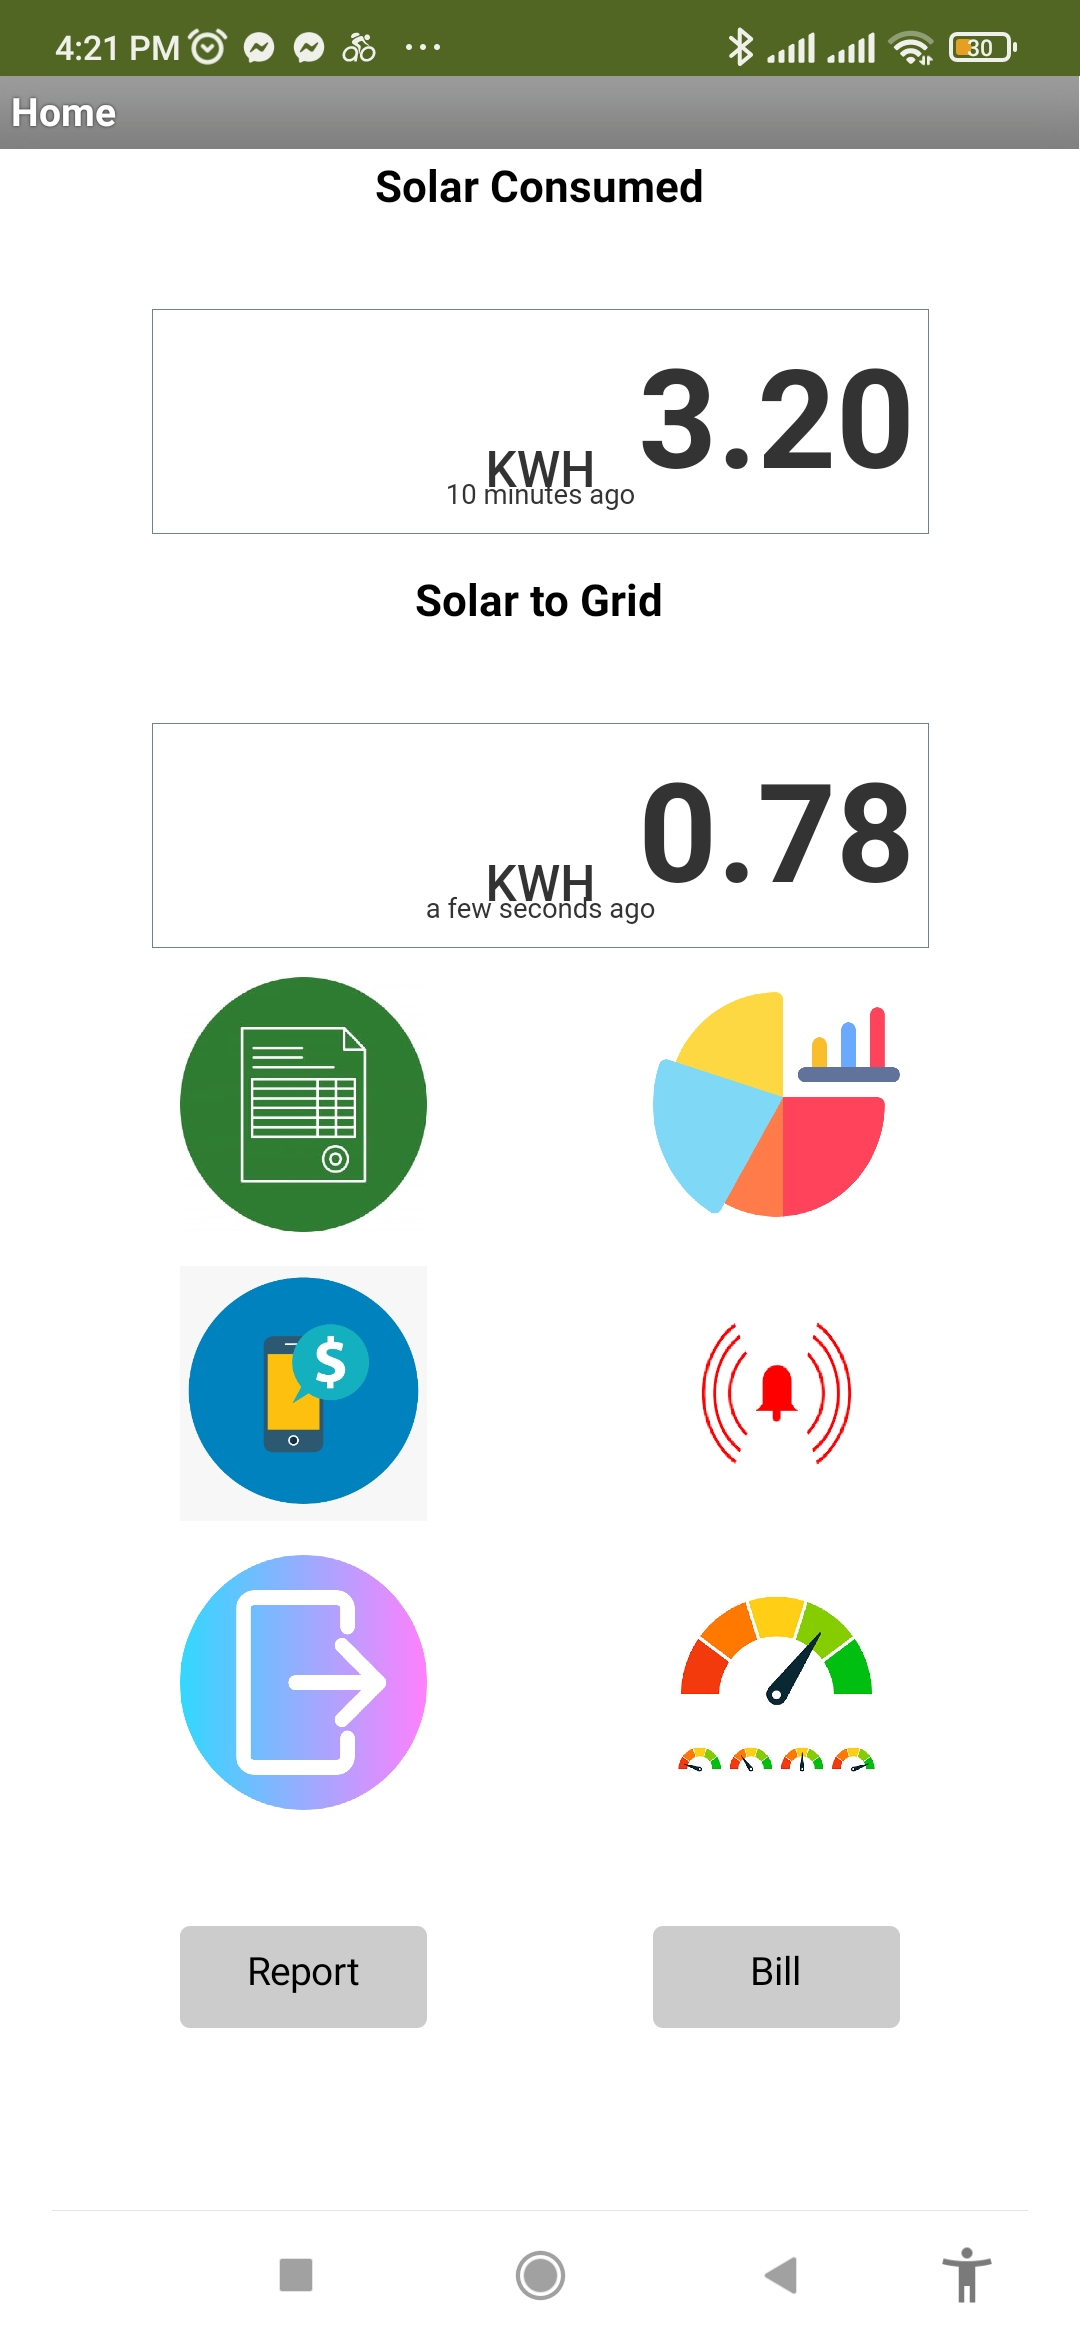 4:21 PM
30
Home
Solar Consumed
3.20
KWH
10 minutes ago
Solar to Grid
0.78
KWH
a few seconds ago
$
Report
Bill